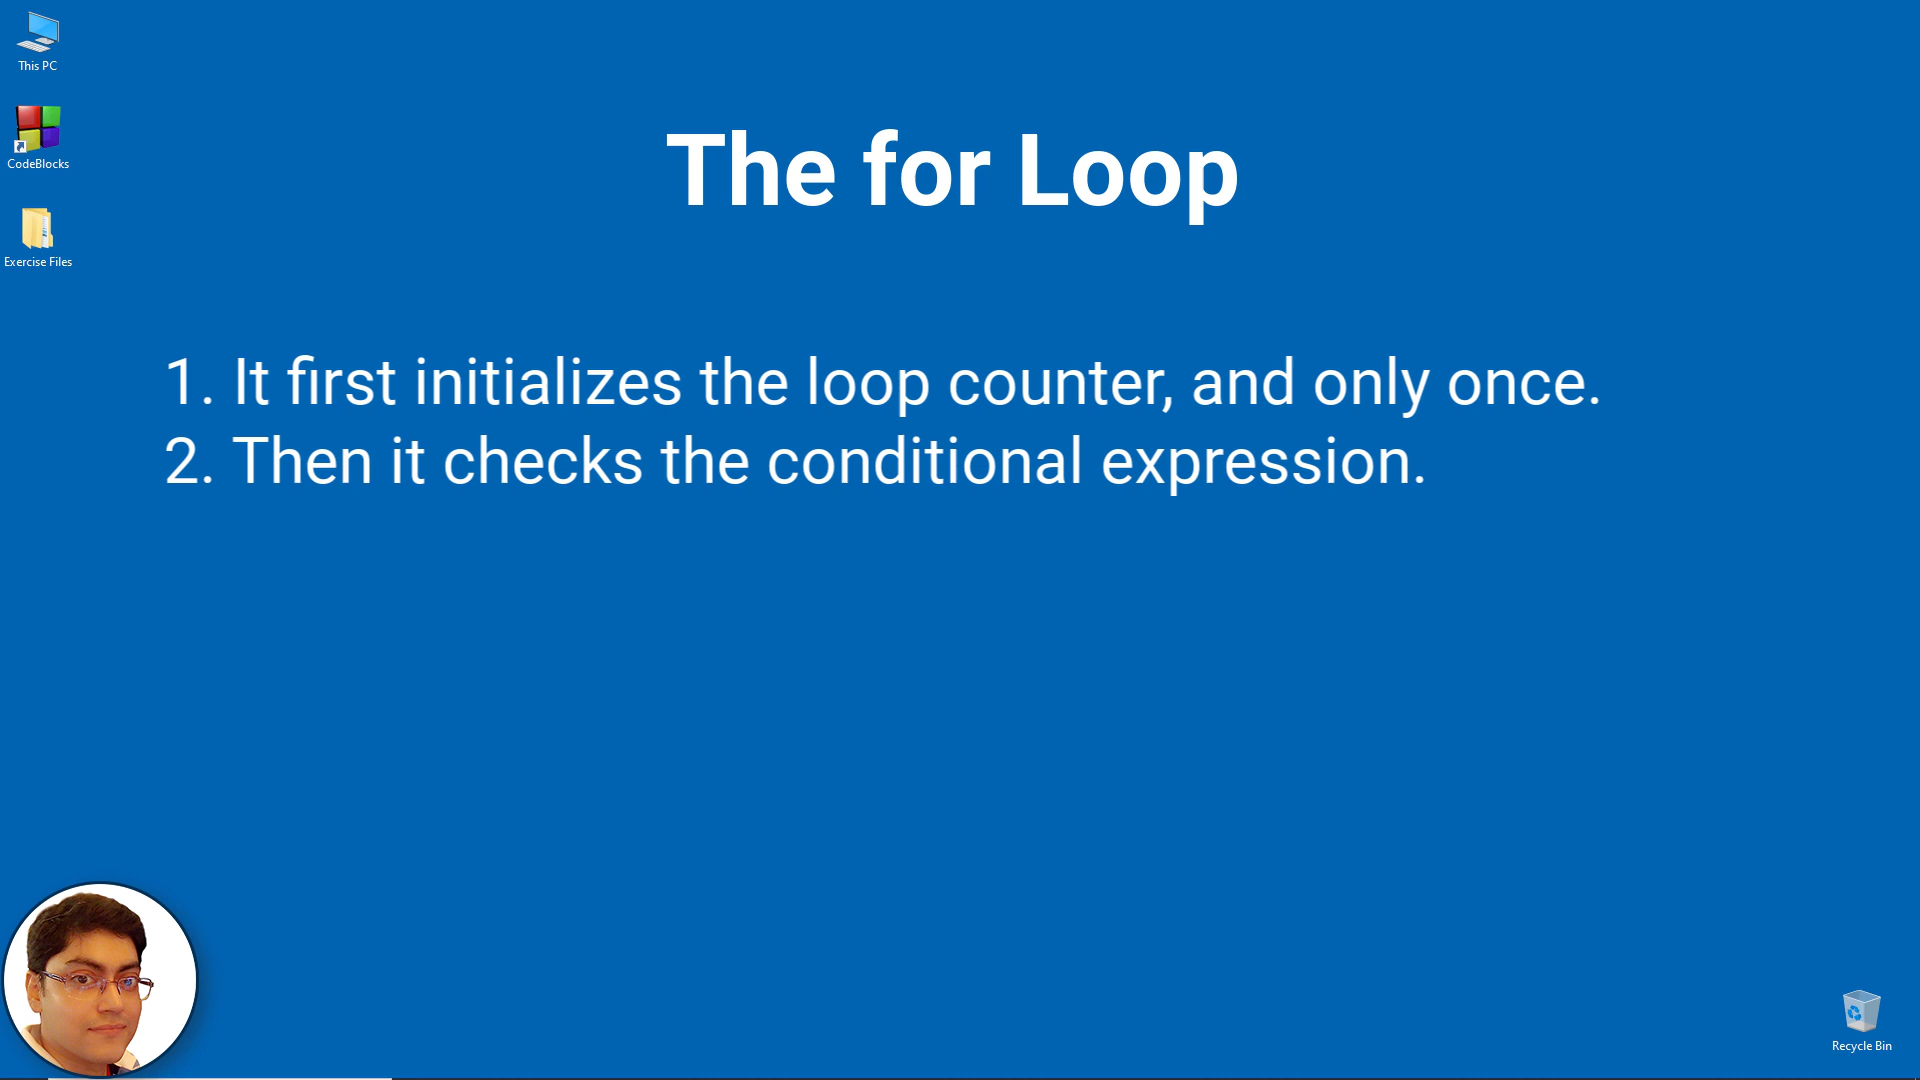 This PC
CodeBlocks
Exercise Files
The for Loop
1. It first initializes the loop counter, and only once.
2. Then it checks the conditional expression.
Recycle Bin